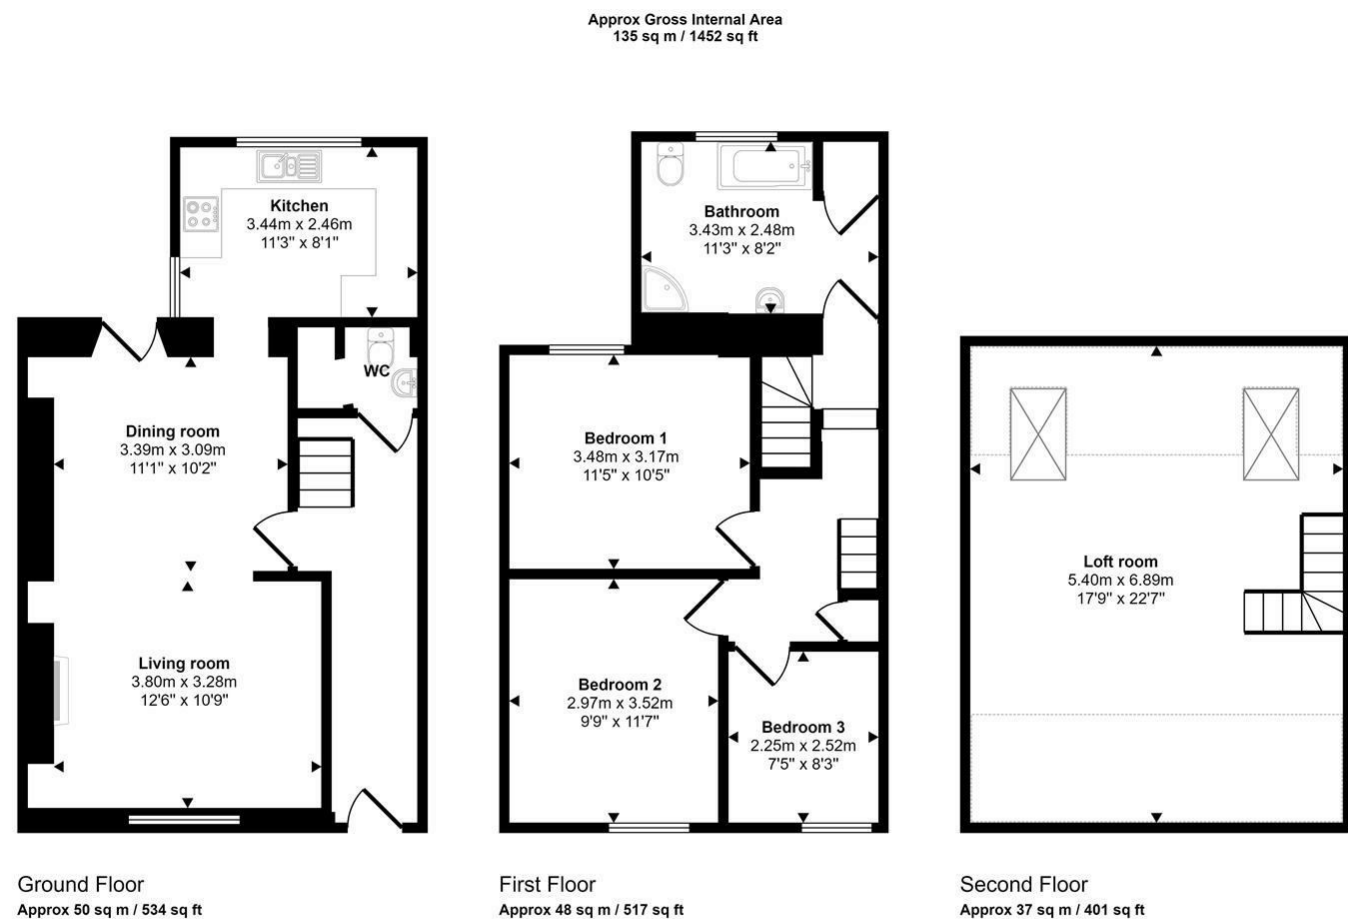 Approx Gross Internal Area
135 sq m / 1452 sq ft
Kitchen
3.44m x 2.46m
11'3" x 8'1"
WC
Dining room
3.39m x 3.09m
11'1" x 10'2"
Living room
3.80m x 3.28m
12'6" x 10'9"
Ground Floor
Approx 50 sq m / 534 sq ft
Bathroom
3.43m x 2.48m
11'3" x 8'2"
Bedroom 1
3.48m x 3.17m
11'5" x 10'5"
Bedroom 2
2.97m x 3.52m
9'9" x 11'7"
Bedroom 3
2.25m x 2.52m
7'5" x 8'3"
First Floor
Approx 48 sq m / 517 sq ft
Loft room
5.40m x 6.89m
17'9" x 22'7"
Second Floor
Approx 37 sq m / 401 sq ft